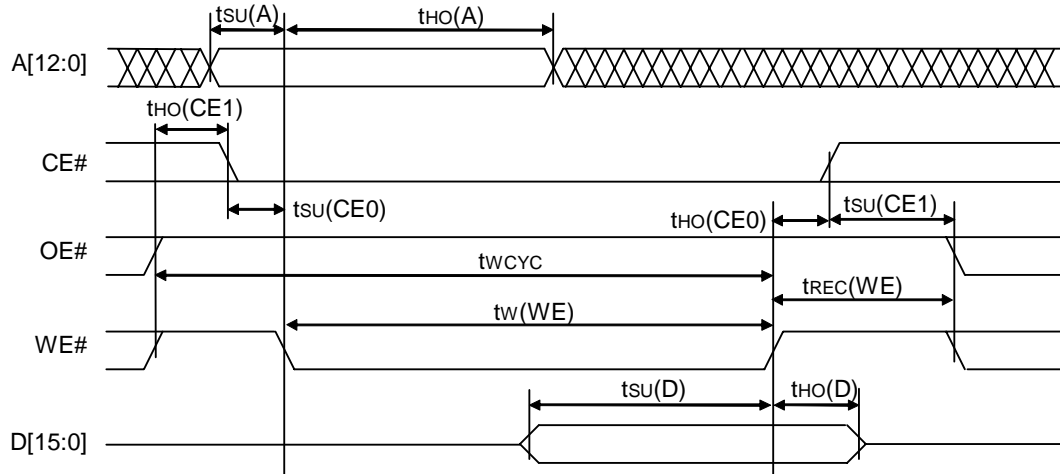 tSU(A)
tHO(A)
A[12:0]
tHO(CE1)
CE#
tSU(CE0)
tHO(CE0)
tSU(CE1)
OE#
tWCYC
tREC(WE)
tW(WE)
WE#
tSU(D)
tHO(D)
D[15:0]